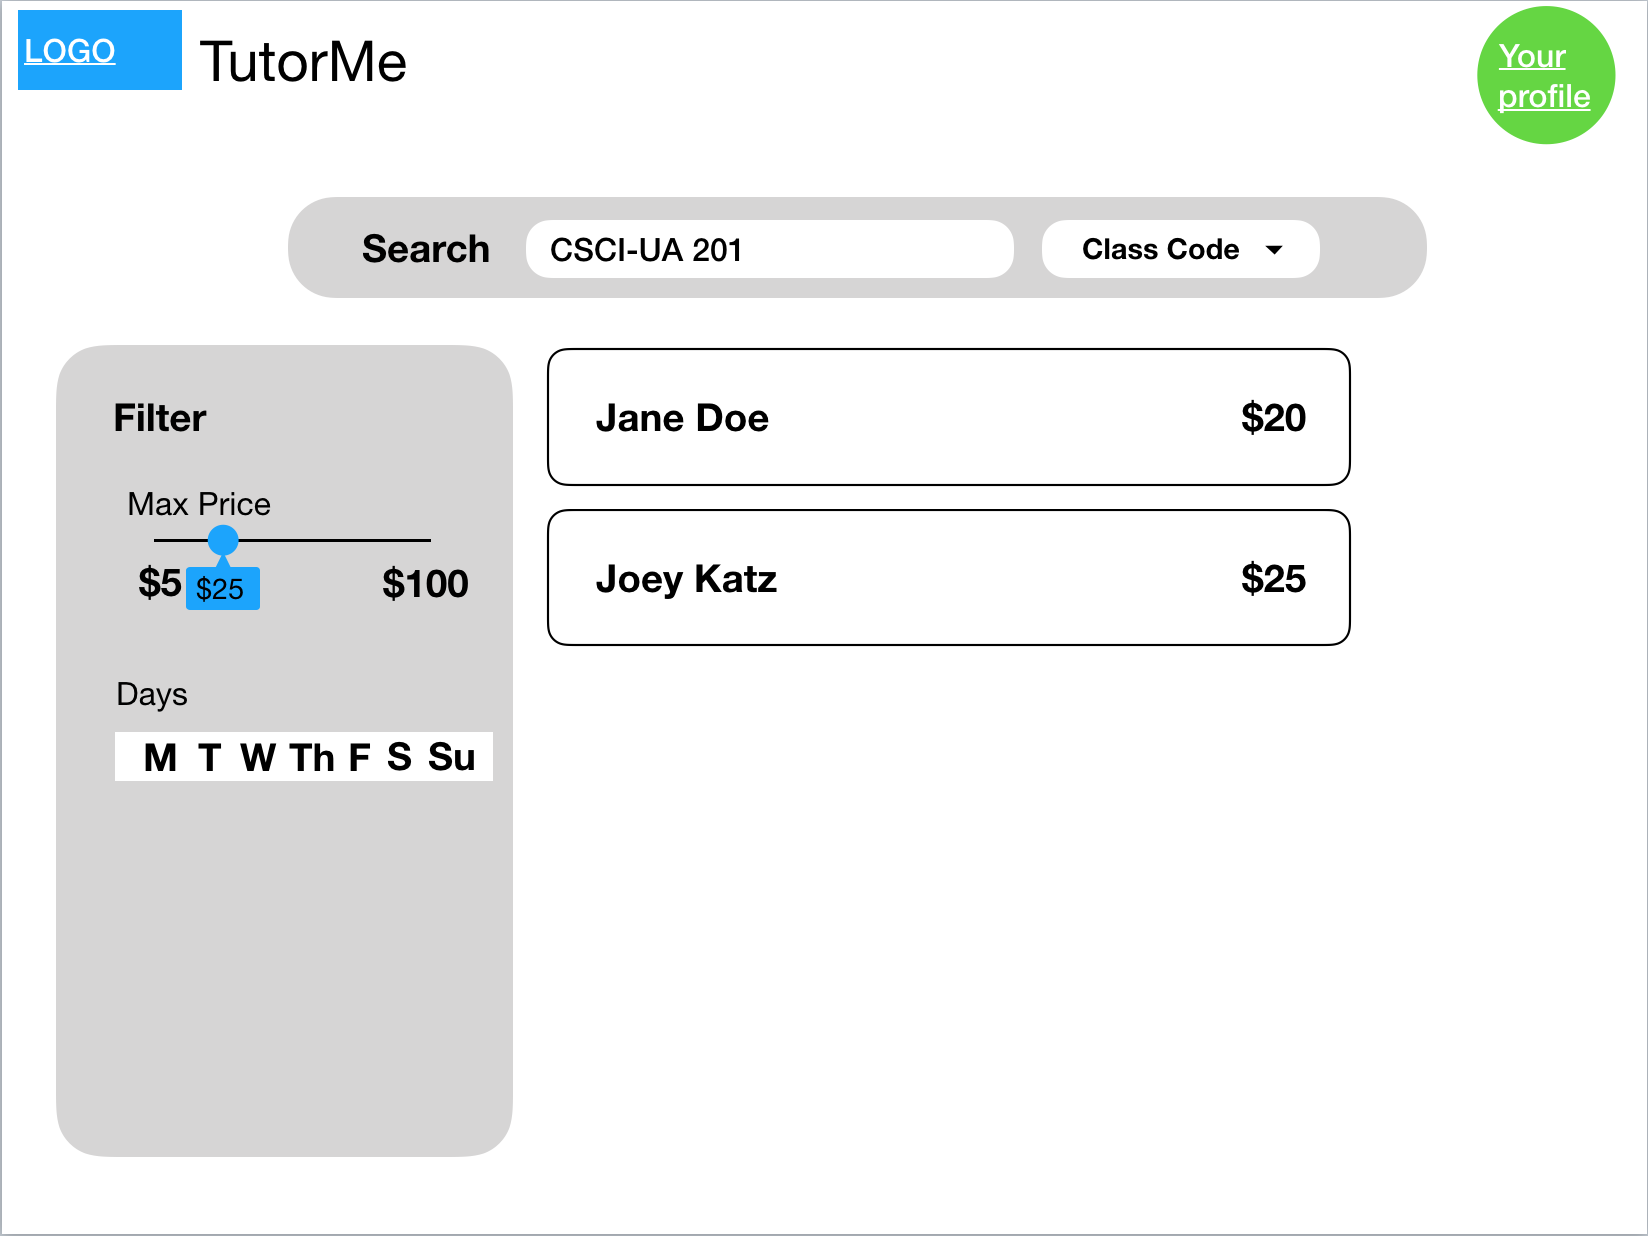 LOGO
TutorMe
Your
profile
Search CSCI-UA 201 Class Code
Filter
Max Price
$5 $25 $100
Days
M T W Th F S Su
Jane Doe $20
Joey Katz $25